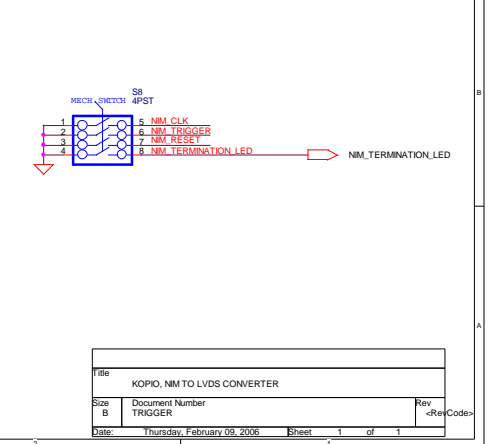 B
S8
MECH_SWITCH 4PST
1 5 NIM_CLK
2 6 NIM_TRIGGER
3 7 NIM_RESET
4 8 NIM_TERMINATION_LED NIM_TERMINATION_LED
A
Title
KOPIO, NIM TO LVDS CONVERTER
Size Document Number Rev
B TRIGGER <RevCode>
Date: Thursday, February 09, 2006 Sheet 1 of 1
2 1